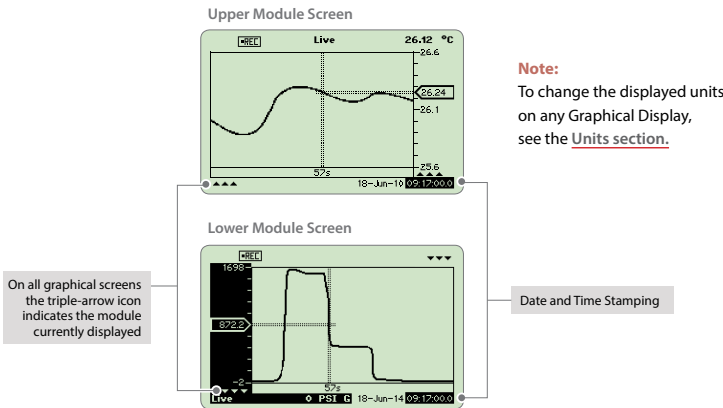 Upper Module Screen
REC Live 26.12 °C
26.6
26.24
26.1
25.6
57s
18-Jun-10 09:17:00.0
Note:
To change the displayed units
on any Graphical Display,
see the Units section.
Lower Module Screen
REC
1698
872.2
-2
57s
Live 0 PSI G 18-Jun-14 09:17:00.0
On all graphical screens
the triple-arrow icon
indicates the module
currently displayed
Date and Time Stamping